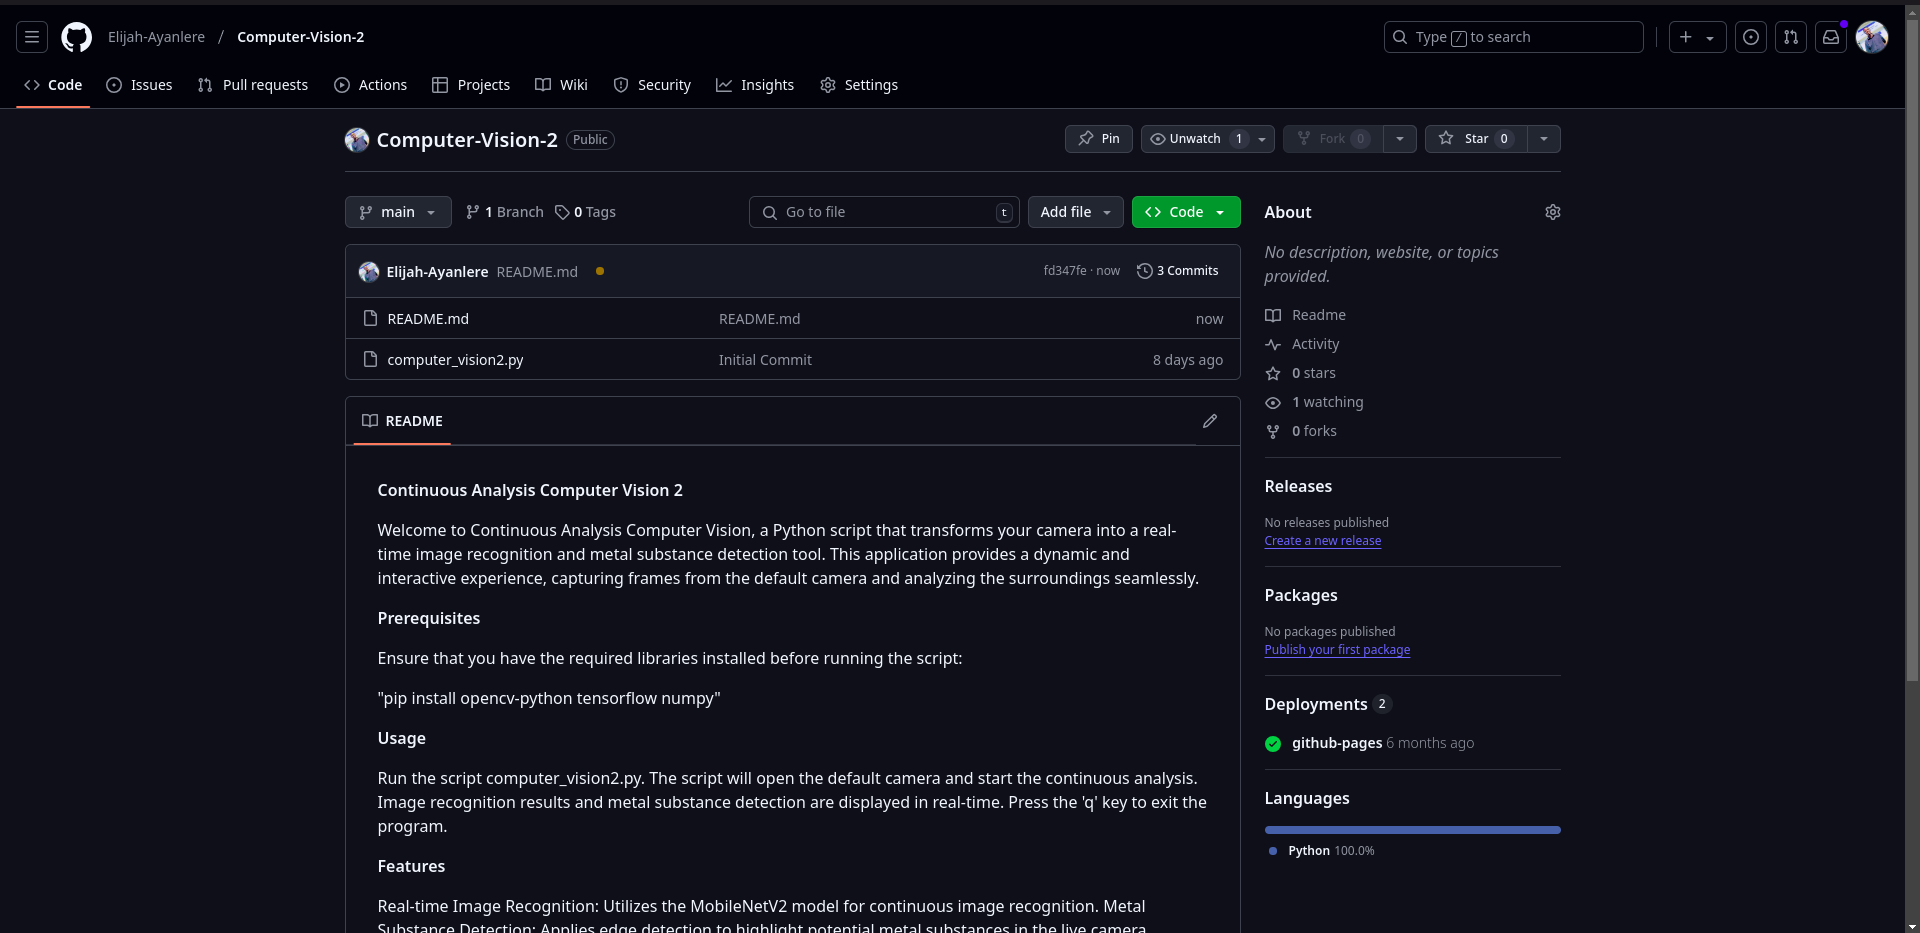 Elijah-Ayanlere / Computer-Vision-2
Type / to search
Code Issues Pull requests Actions Projects Wiki Security Insights Settings
Computer-Vision-2 Public
Pin Unwatch 1 Fork 0 Star 0
main 1 Branch 0 Tags Go to file t Add file Code
Elijah-Ayanlere README.md fd347fe · now 3 Commits
README.md README.md now
computer_vision2.py Initial Commit 8 days ago
README
Continuous Analysis Computer Vision 2
Welcome to Continuous Analysis Computer Vision, a Python script that transforms your camera into a real-
time image recognition and metal substance detection tool. This application provides a dynamic and
interactive experience, capturing frames from the default camera and analyzing the surroundings seamlessly.
Prerequisites
Ensure that you have the required libraries installed before running the script:
"pip install opencv-python tensorflow numpy"
Usage
Run the script computer_vision2.py. The script will open the default camera and start the continuous analysis.
Image recognition results and metal substance detection are displayed in real-time. Press the 'q' key to exit the
program.
Features
Real-time Image Recognition: Utilizes the MobileNetV2 model for continuous image recognition. Metal
Substance Detection: Applies edge detection to highlight potential metal substances in the live camera
About
No description, website, or topics
provided.
Readme
Activity
0 stars
1 watching
0 forks
Releases
No releases published
Create a new release
Packages
No packages published
Publish your first package
Deployments 2
github-pages 6 months ago
Languages
Python 100.0%